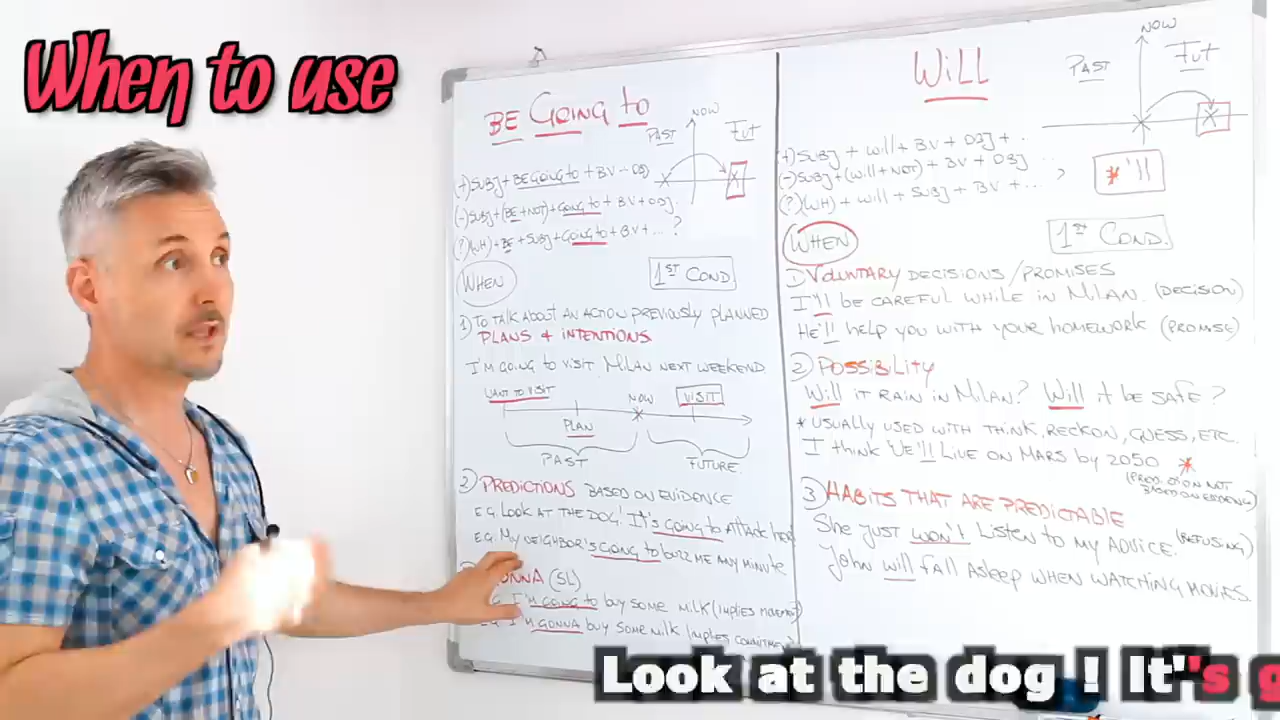 When to use
BE GOING to
PAST
NOW
FUT
(+) SUBJ + BE GOING to + BV + OBJ
(-) SUBJ + (BE + NOT) + GOING to + BV + OBJ.
(?) (WH) + BE + SUBJ + GOING to + BV + ... ?
WHEN
1ST COND
1) TO TALK ABOUT AN ACTION PREVIOUSLY PLANNED
PLANS & INTENTIONS
I'M GOING TO VISIT MILAN NEXT WEEKEND
WANT TO VISIT
NOW
VISIT
PLAN
PAST
FUTURE
2) PREDICTIONS BASED ON EVIDENCE
E.G. LOOK AT THE DOG! IT'S GOING to ATTACK her
E.G. MY NEIGHBOR'S GOING to buzz ME ANY MINUTE
GONNA (SL)
I'M GOING to buy SOME MILK (IMPLIES MOVEMENT)
I'M GONNA buy SOME MILK
WILL
PAST
NOW
FUT
(+) SUBJ + WILL + BV + OBJ + ..
(-) SUBJ + (WILL + NOT) + BV + OBJ ...
(?) (WH) + WILL + SUBJ + BV + ... ?
* 'll
WHEN
1ST COND.
1) VOLUNTARY DECISIONS / PROMISES
I'll BE CAREFUL WHILE IN MILAN. (DECISION)
HE'll help you WITH YOUR HOMEWORK (PROMISE)
2) POSSIBILITY
Will it RAIN IN MILAN? Will it be SAFE?
* USUALLY USED WITH THINK, RECKON, GUESS, ETC.
I think WE'll LIVE ON MARS by 2050 *
(PREDICTION NOT
BASED ON EVIDENCE)
3) HABITS THAT ARE PREDICTABLE
She just WON'T LISTEN TO MY ADVICE. (REFUSING)
John will fall Asleep WHEN WATCHING MOVIES.
Look at the dog ! It''s g